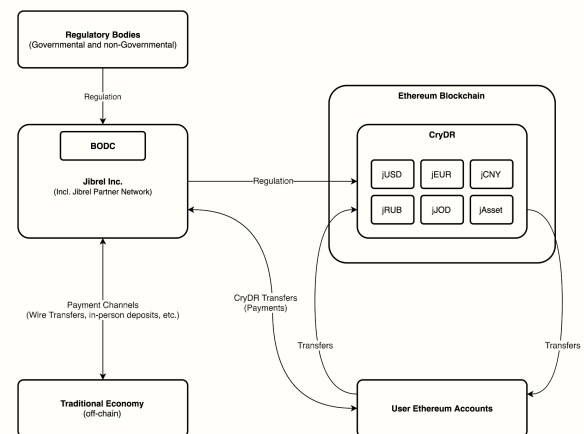 Regulatory Bodies
(Governmental and non-Governmental)
Regulation
Ethereum Blockchain
CryDR
BODC
Jibrel Inc.
(Incl. Jibrel Partner Network)
Regulation
jUSD
jEUR
jCNY
jRUB
jJOD
jAsset
Payment Channels
(Wire Transfers, in-person deposits, etc.)
CryDR Transfers
(Payments)
Transfers
Transfers
Traditional Economy
(off-chain)
User Ethereum Accounts